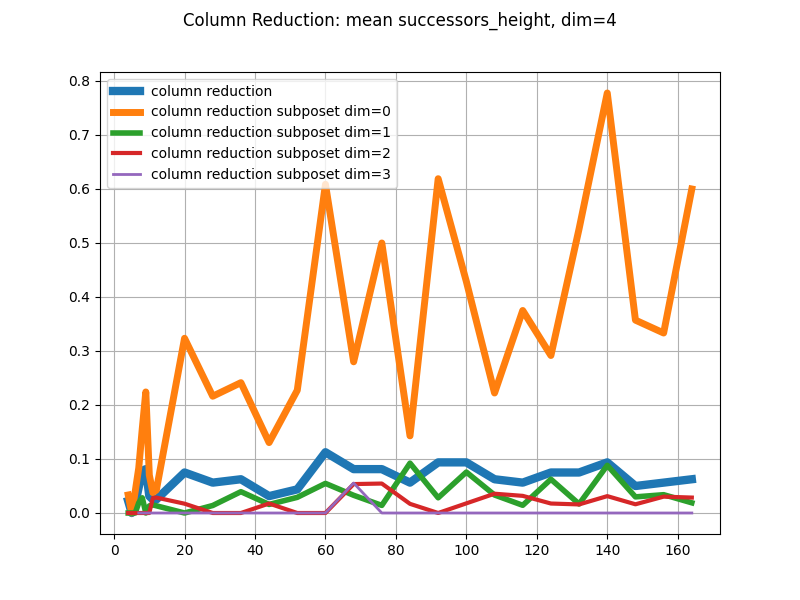 Column Reduction: mean successors_height, dim=4
column reduction
column reduction subposet dim=0
column reduction subposet dim=1
column reduction subposet dim=2
column reduction subposet dim=3
0.8
0.7
0.6
0.5
0.4
0.3
0.2
0.1
0.0
0 20 40 60 80 100 120 140 160